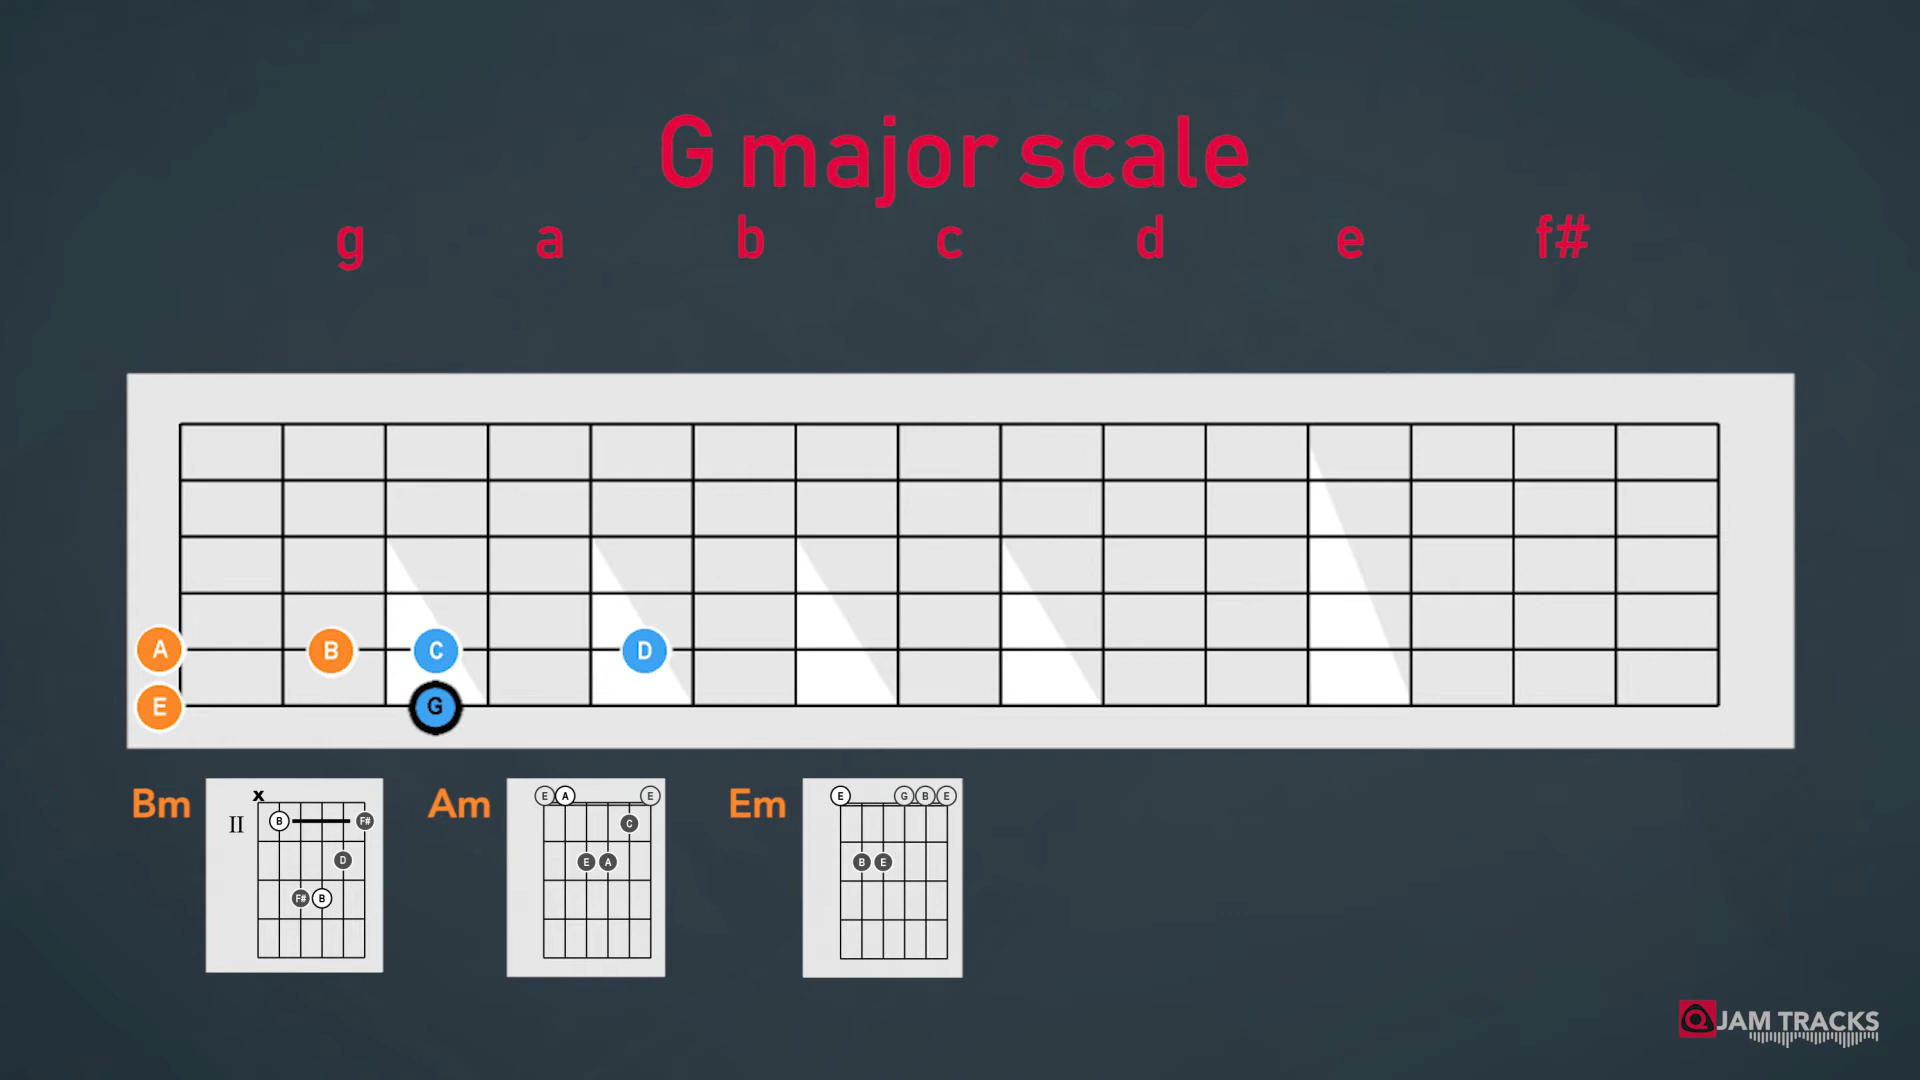 G major scale
g a b c d e f#
A B C D
E G
Bm Am Em
x E A E E G B E
II B F# C
D E A B E
F# B
JAM TRACKS